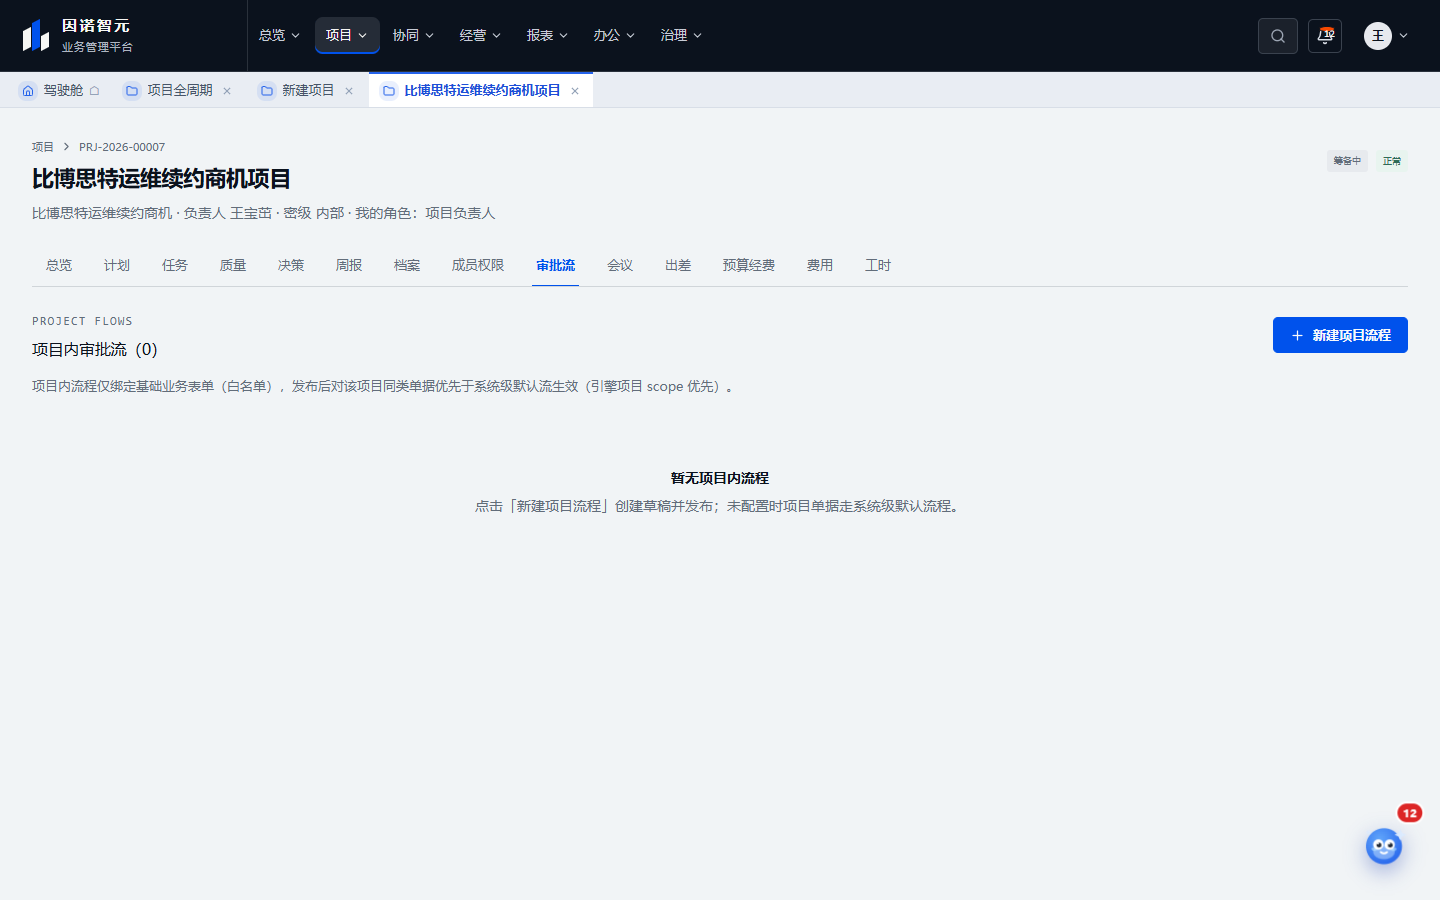 因诺智元
业务管理平台
总览 项目 协同 经营 报表 办公 治理
12
王
驾驶舱 项目全周期 新建项目 比博思特运维续约商机项目
项目 > PRJ-2026-00007
筹备中 正常
比博思特运维续约商机项目
比博思特运维续约商机 · 负责人 王宝茁 · 密级 内部 · 我的角色：项目负责人
总览 计划 任务 质量 决策 周报 档案 成员权限 审批流 会议 出差 预算经费 费用 工时
PROJECT FLOWS
项目内审批流（0）
新建项目流程
项目内流程仅绑定基础业务表单（白名单），发布后对该项目同类单据优先于系统级默认流生效（引擎项目 scope 优先）。
暂无项目内流程
点击「新建项目流程」创建草稿并发布；未配置时项目单据走系统级默认流程。
12